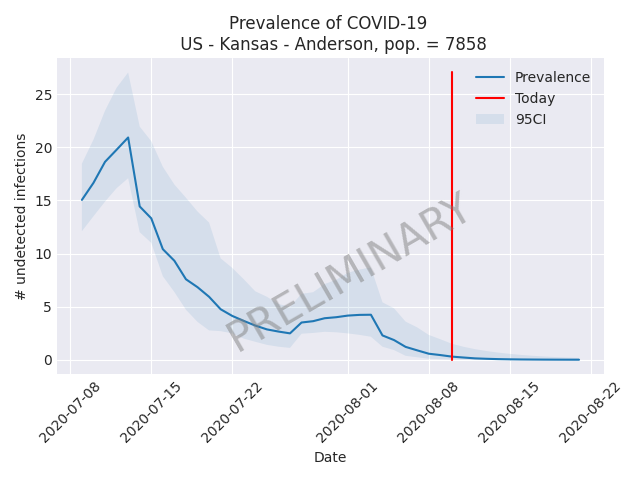 Prevalence of COVID-19
US - Kansas - Anderson, pop. = 7858
Prevalence
Today
95CI
# undetected infections
25
20
15
10
5
0
PRELIMINARY
2020-07-08
2020-07-15
2020-07-22
2020-08-01
2020-08-08
2020-08-15
2020-08-22
Date